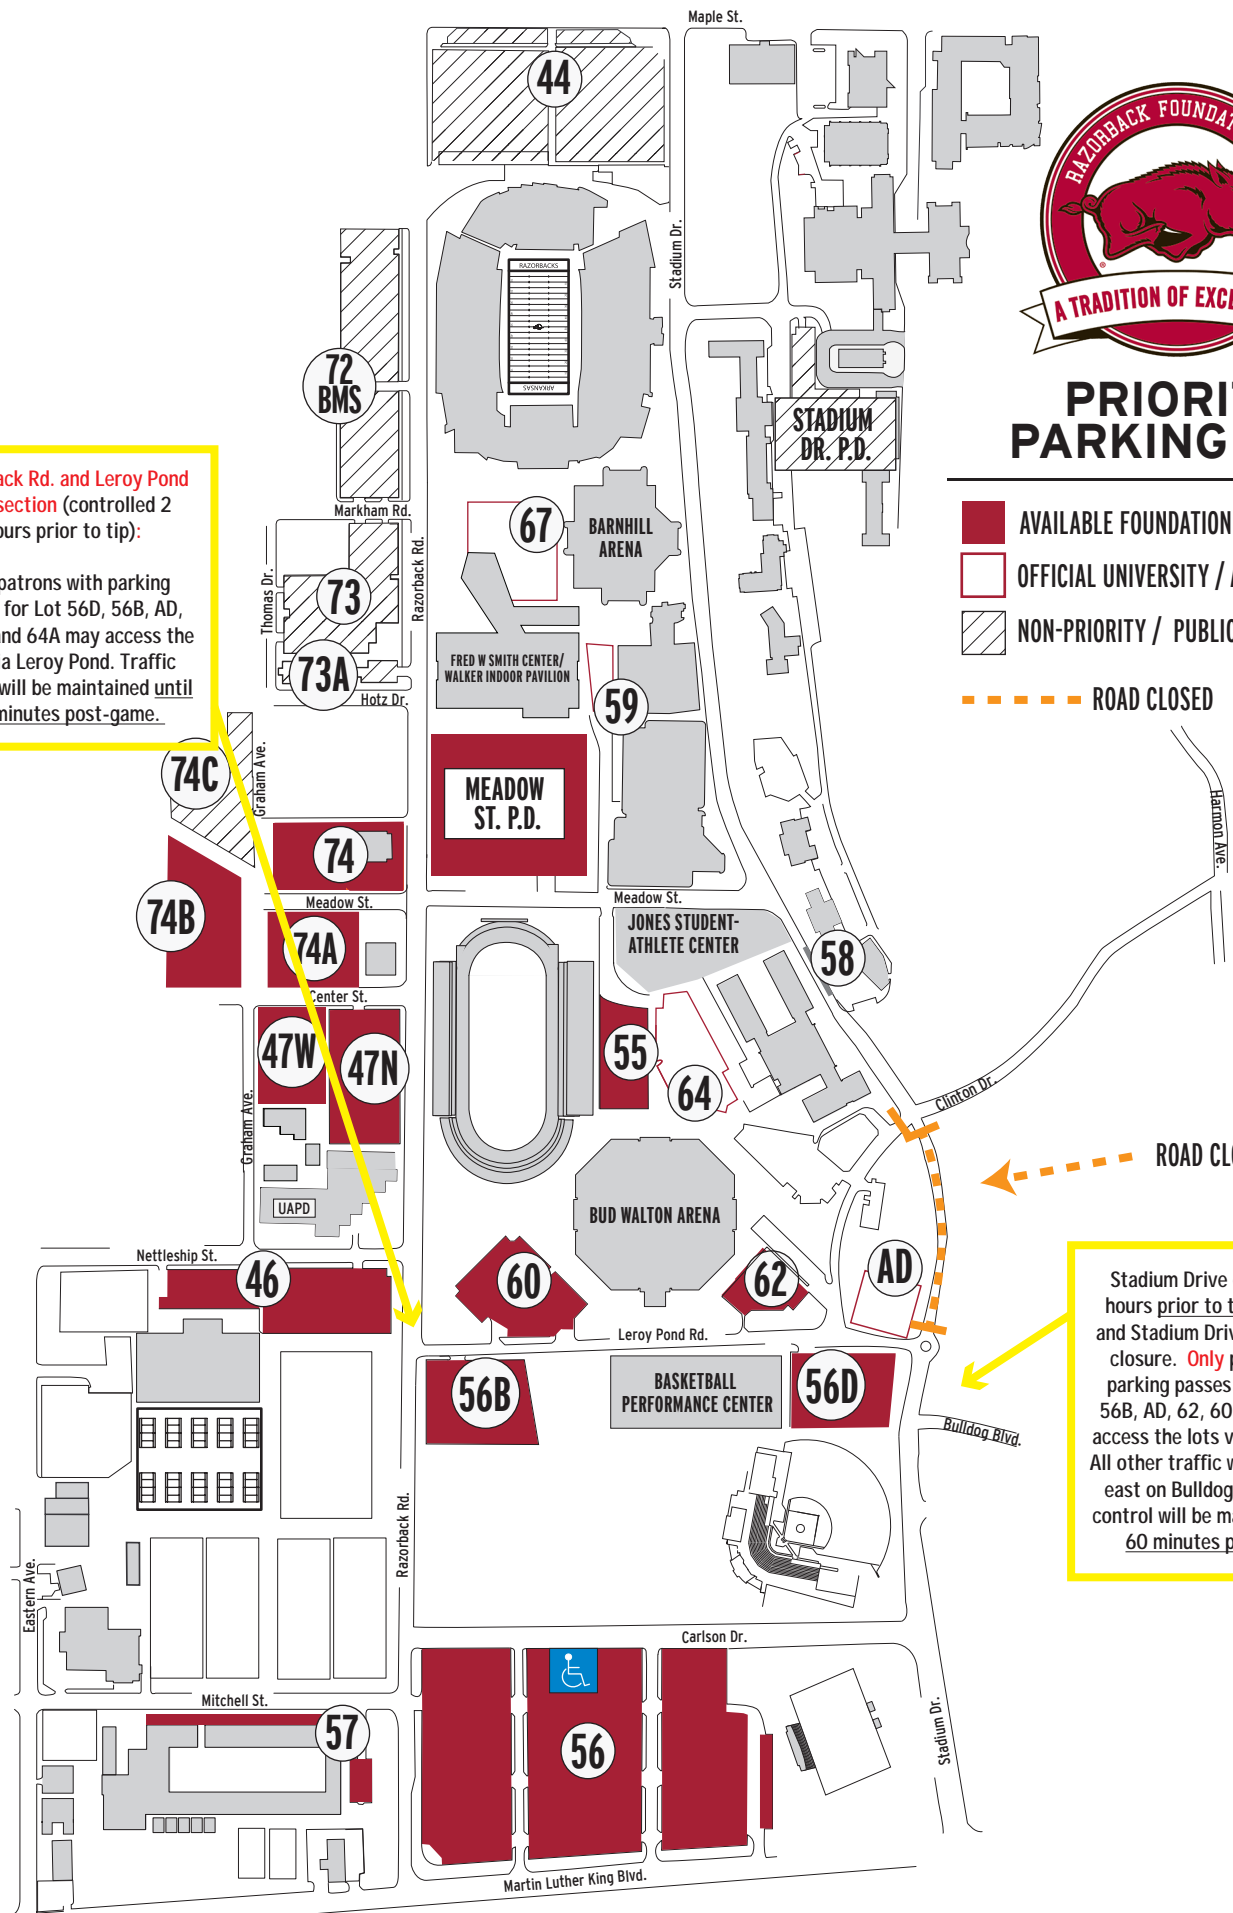 Maple St.
44
RAZORBACK FOUNDAT
A TRADITION OF EXCE
Stadium Dr.
RAZORBACKS
ARKANSAS
72
BMS
STADIUM
DR. P.D.
PRIORI
PARKING
ack Rd. and Leroy Pond
section (controlled 2
ours prior to tip):
patrons with parking
for Lot 56D, 56B, AD,
and 64A may access the
a Leroy Pond. Traffic
will be maintained until
minutes post-game.
AVAILABLE FOUNDATION
OFFICIAL UNIVERSITY /
NON-PRIORITY / PUBLIC
ROAD CLOSED
Markham Rd.
67
BARNHILL
ARENA
Thomas Dr.
Razorback Rd.
73
73A
Hotz Dr.
FRED W SMITH CENTER/
WALKER INDOOR PAVILION
59
74C
Graham Ave.
MEADOW
ST. P.D.
Harmon Ave.
74
Meadow St.
Meadow St.
74B
74A
JONES STUDENT-
ATHLETE CENTER
58
Center St.
47W
47N
55
64
Clinton Dr.
Graham Ave.
ROAD CL
UAPD
BUD WALTON ARENA
Nettleship St.
46
60
62
AD
Leroy Pond Rd.
Stadium Drive
hours prior to t
and Stadium Driv
closure. Only p
parking passes
56B, AD, 62, 60
access the lots v
All other traffic w
east on Bulldog
control will be ma
60 minutes p
56B
BASKETBALL
PERFORMANCE CENTER
56D
Bulldog Blvd.
Razorback Rd.
Eastern Ave.
Carlson Dr.
Mitchell St.
57
56
Stadium Dr.
Martin Luther King Blvd.